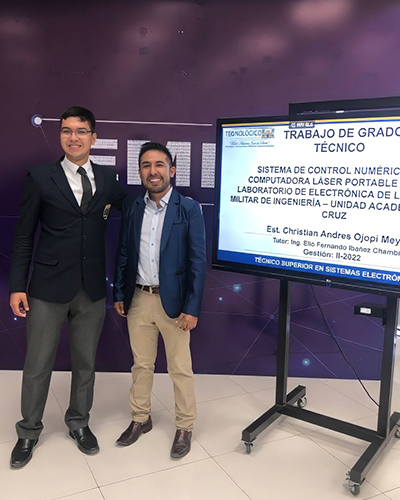 EMI
TECNOLÓGICO
TRABAJO DE GRADO
TÉCNICO
SISTEMA DE CONTROL NUMÉRIC
COMPUTADORA LÁSER PORTABLE
LABORATORIO DE ELECTRÓNICA DE L
MILITAR DE INGENIERÍA – UNIDAD ACADE
CRUZ
Est. Christian Andres Ojopi Mey
Tutor: Ing. Elio Fernando Ibañez Chamb
Gestión: II-2022
TÉCNICO SUPERIOR EN SISTEMAS ELECTRÓN